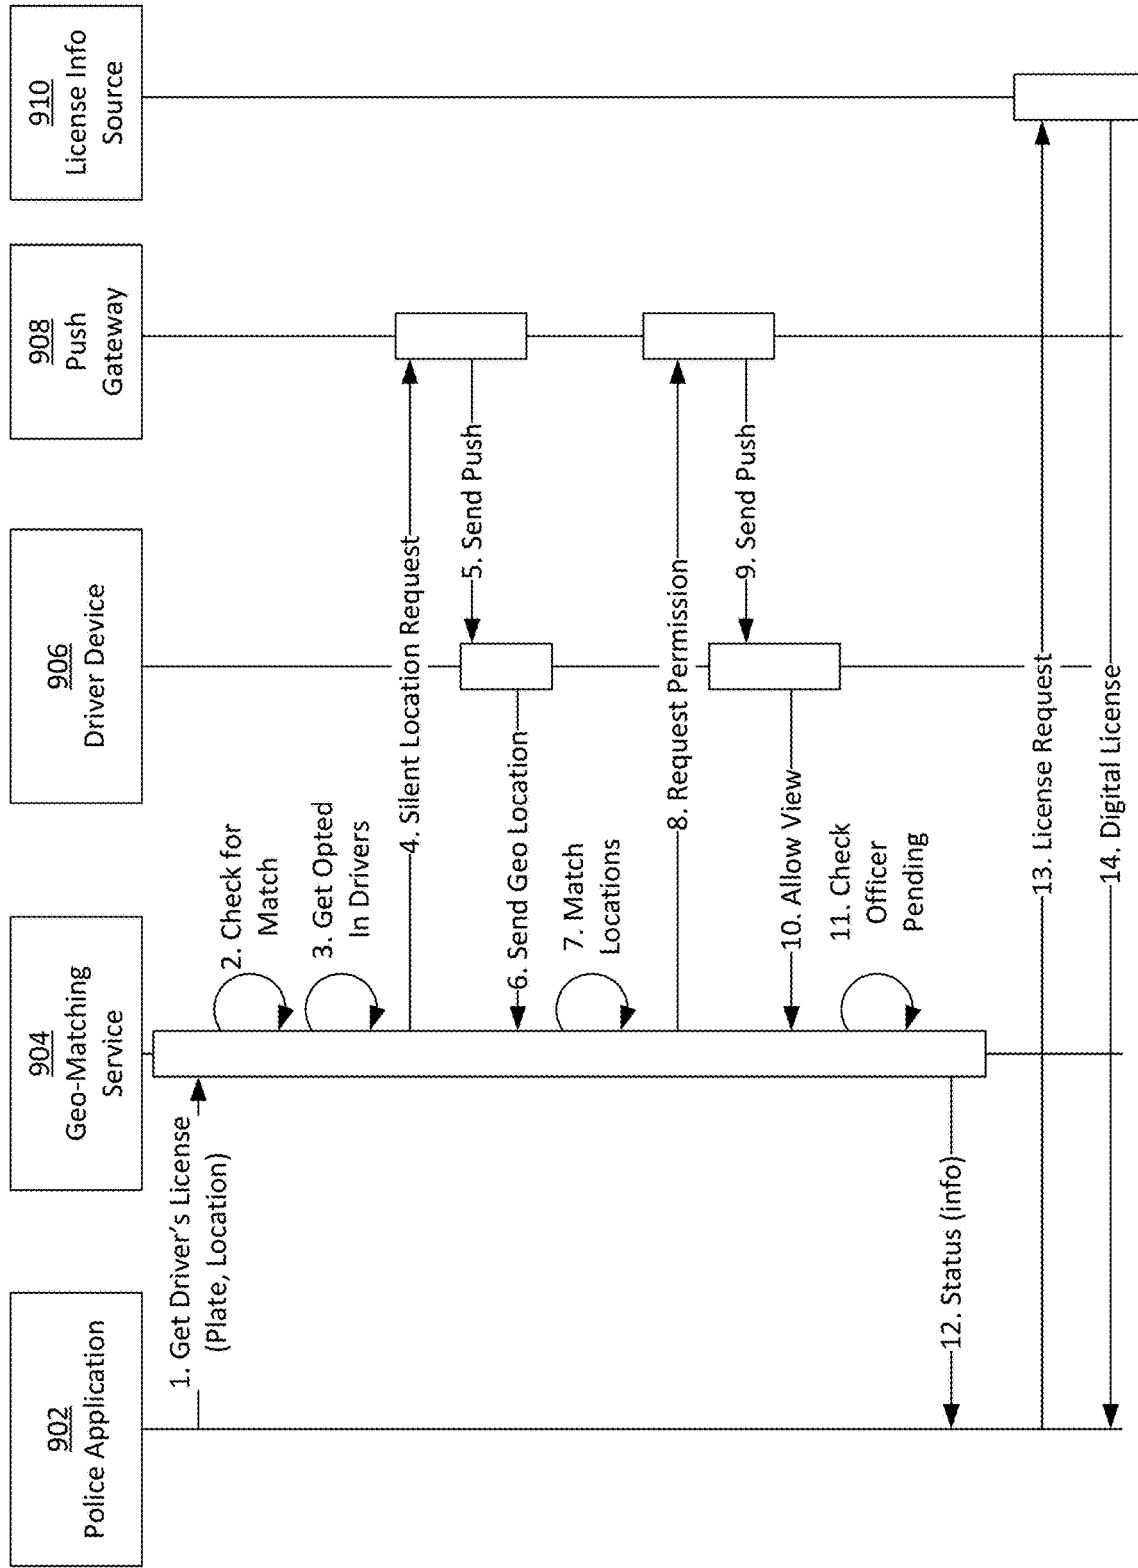 902
Police Application
904
Geo-Matching
Service
906
Driver Device
908
Push
Gateway
910
License Info
Source
1. Get Driver's License
(Plate, Location)
2. Check for
Match
3. Get Opted
In Drivers
4. Silent Location Request
5. Send Push
6. Send Geo Location
7. Match
Locations
8. Request Permission
9. Send Push
10. Allow View
11. Check
Officer
Pending
12. Status (info)
13. License Request
14. Digital License